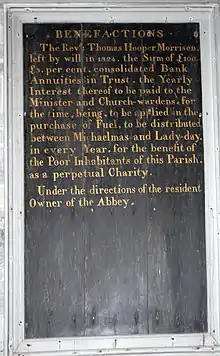 BENEFACTIONS
The Revd Thomas Hooper Morrison,
left by will in 1824, the Sum of £100,
£3, per cent, consolidated Bank
Annuities in Trust, the Yearly
Interest thereof to be paid to the
Minister and Church-wardens, for
the time, being, to be applied in the
purchase of Fuel, to be distributed
between Michaelmas and Lady-day,
in every Year, for the benefit of
the Poor Inhabitants of this Parish,
as a perpetual Charity.
Under the directions of the resident
Owner of the Abbey.